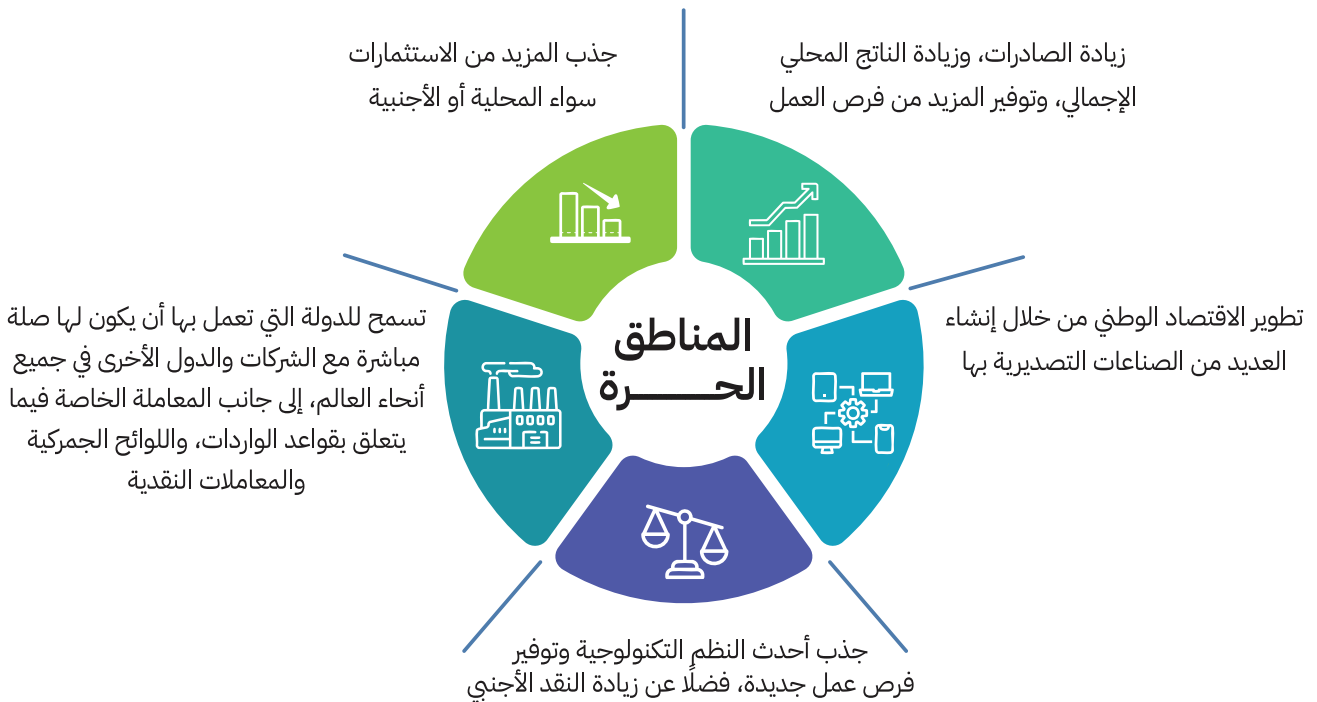 زيادة الصادرات، وزيادة الناتج المحلي
الإجمالي، وتوفير المزيد من فرص العمل
جذب المزيد من الاستثمارات
سواء المحلية أو الأجنبية
المناطق
الحـــــرة
تطوير الاقتصاد الوطني من خلال إنشاء
العديد من الصناعات التصديرية بها
تسمح للدولة التي تعمل بها أن يكون لها صلة
مباشرة مع الشركات والدول الأخرى في جميع
أنحاء العالم، إلى جانب المعاملة الخاصة فيما
يتعلق بقواعد الواردات، واللوائح الجمركية
والمعاملات النقدية
جذب أحدث النظم التكنولوجية وتوفير
فرص عمل جديدة، فضلًا عن زيادة النقد الأجنبي